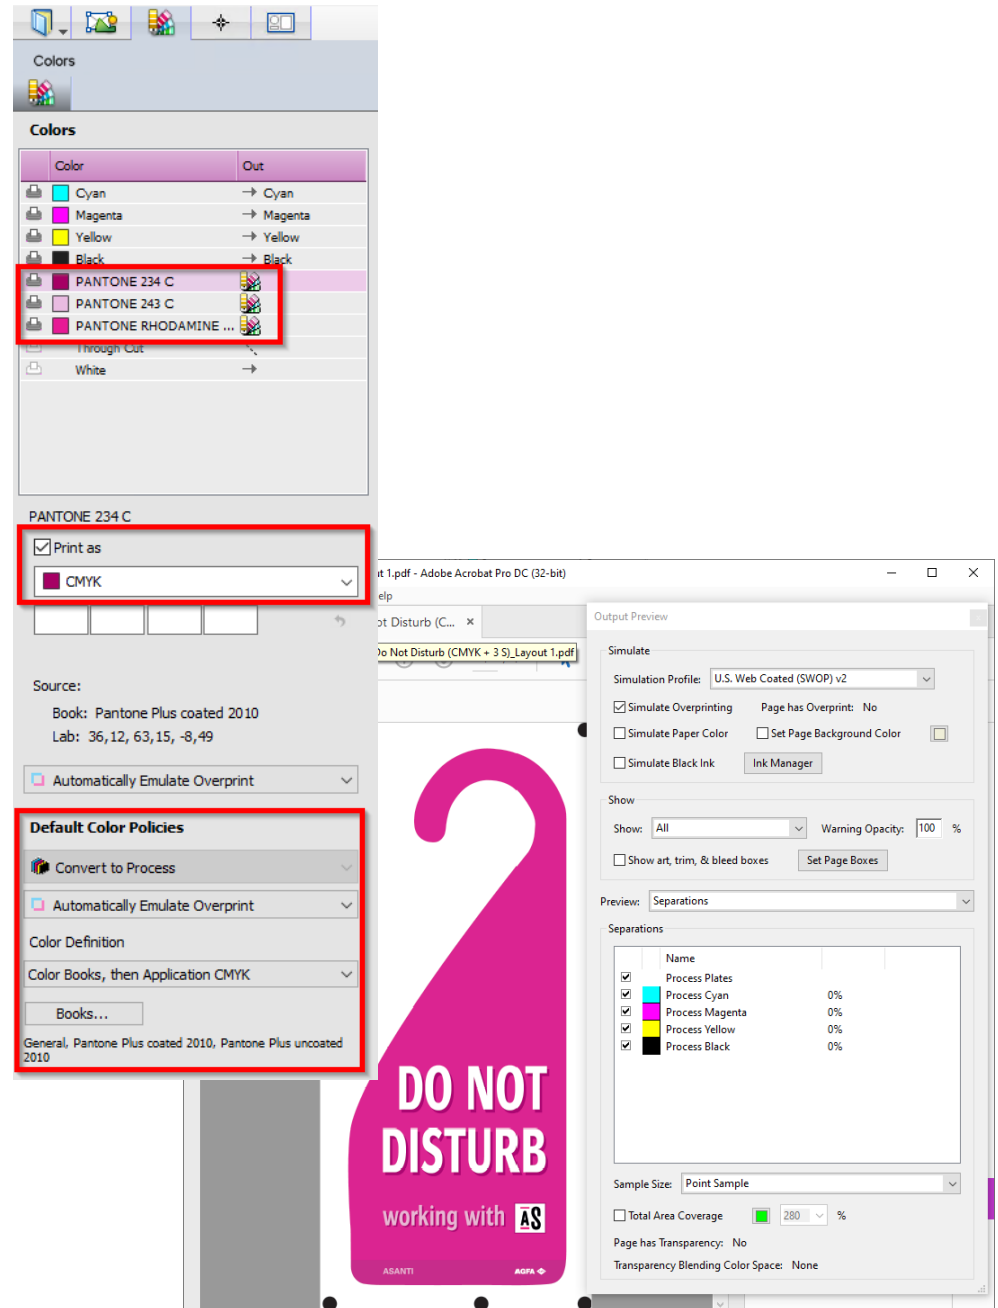 Colors
Colors
Color Out
Cyan Cyan
Magenta Magenta
Yellow Yellow
Black Black
PANTONE 234 C
PANTONE 243 C
PANTONE RHODAMINE ...
Through Cut
White
PANTONE 234 C
Print as
CMYK
Source:
Book: Pantone Plus coated 2010
Lab: 36,12, 63,15, -8,49
Automatically Emulate Overprint
Default Color Policies
Convert to Process
Automatically Emulate Overprint
Color Definition
Color Books, then Application CMYK
Books...
General, Pantone Plus coated 2010, Pantone Plus uncoated
2010
1.pdf - Adobe Acrobat Pro DC (32-bit)
elp
ot Disturb (C... ×
Do Not Disturb (CMYK + 3 S)_Layout 1.pdf
DO NOT
DISTURB
working with AS
ASANTI AGFA
Output Preview
Simulate
Simulation Profile: U.S. Web Coated (SWOP) v2
Simulate Overprinting Page has Overprint: No
Simulate Paper Color Set Page Background Color
Simulate Black Ink Ink Manager
Show
Show: All Warning Opacity: 100 %
Show art, trim, & bleed boxes Set Page Boxes
Preview: Separations
Separations
Name
Process Plates
Process Cyan 0%
Process Magenta 0%
Process Yellow 0%
Process Black 0%
Sample Size: Point Sample
Total Area Coverage 280 %
Page has Transparency: No
Transparency Blending Color Space: None